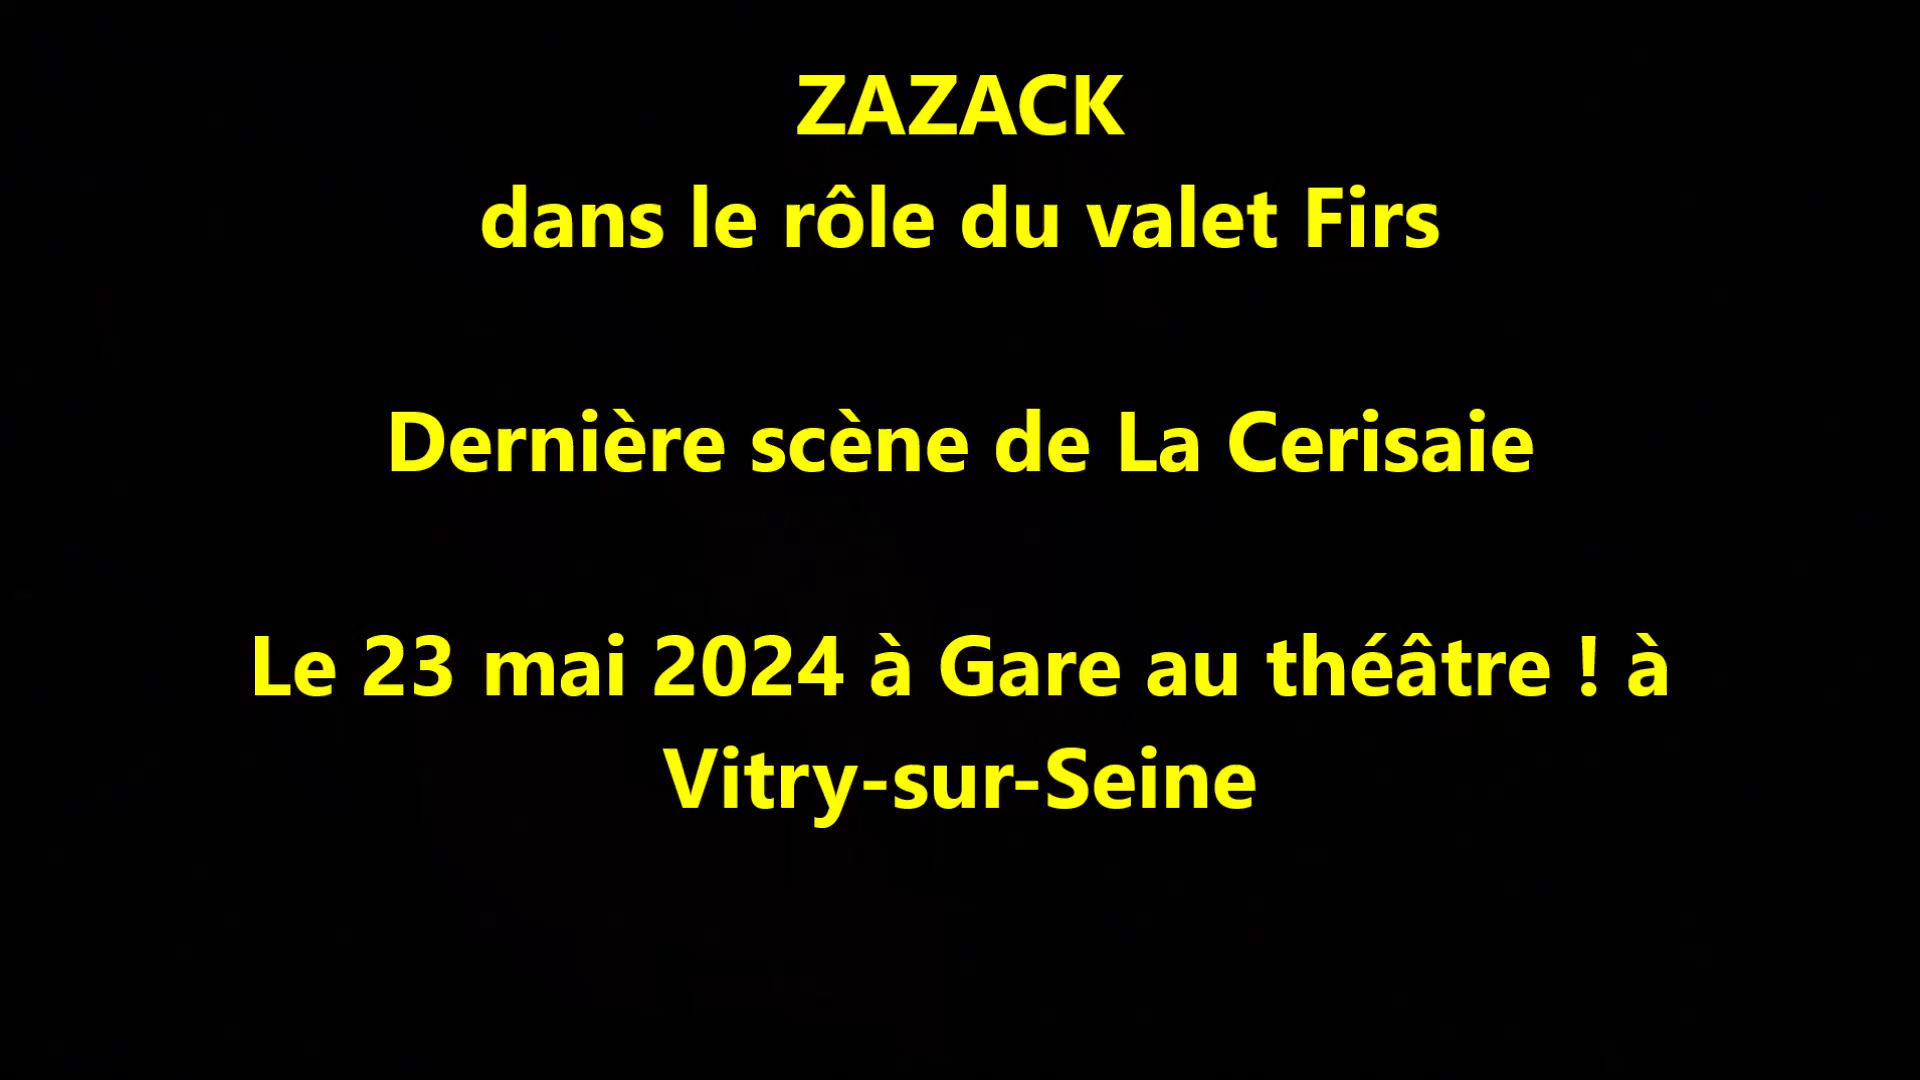 ZAZACK
dans le rôle du valet Firs
Dernière scène de La Cerisaie
Le 23 mai 2024 à Gare au théâtre ! à
Vitry-sur-Seine